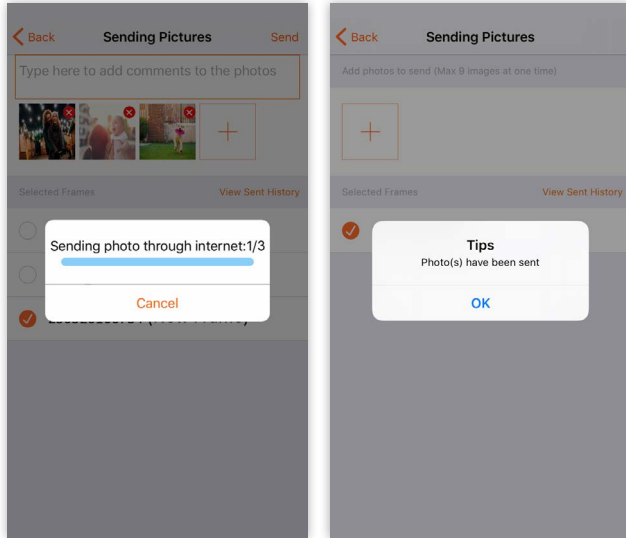 Back Sending Pictures Send
Type here to add comments to the photos
Selected Frames View Sent History
Sending photo through internet:1/3
Cancel
(New Frame)
Back Sending Pictures
Add photos to send (Max 9 images at one time)
Selected Frames View Sent History
Tips
Photo(s) have been sent
OK